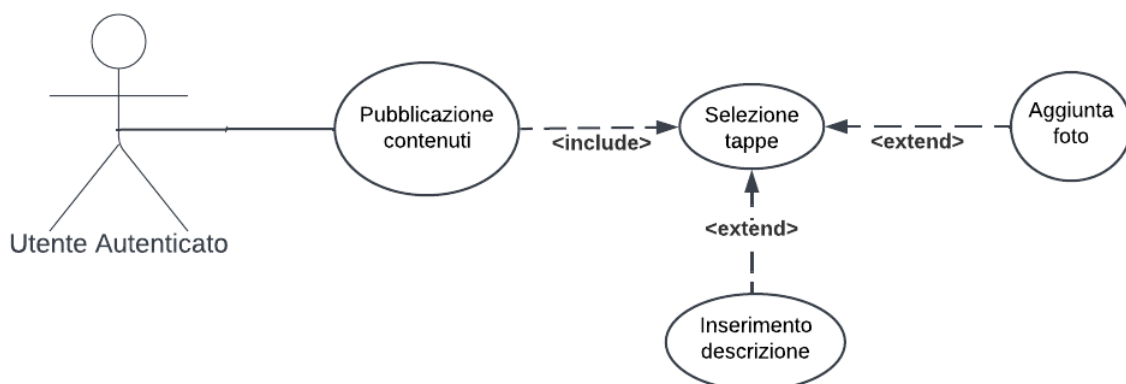 Pubblicazione
contenuti
<include>
Selezione
tappe
<extend>
Aggiunta
foto
<extend>
Utente Autenticato
Inserimento
descrizione